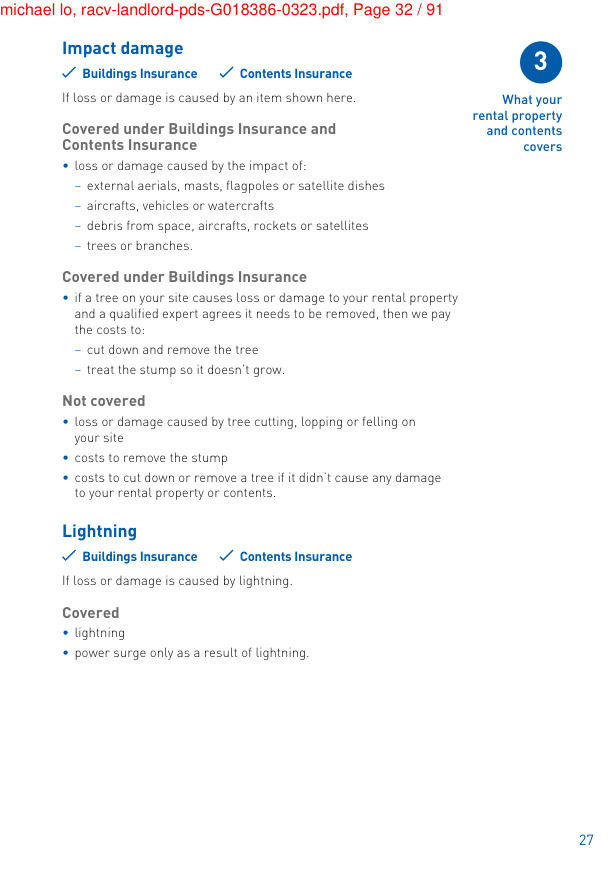 michael lo, racv-landlord-pds-G018386-0323.pdf, Page 32 / 91
Impact damage
✓ Buildings Insurance ✓ Contents Insurance
If loss or damage is caused by an item shown here.
Covered under Buildings Insurance and
Contents Insurance
• loss or damage caused by the impact of:
– external aerials, masts, flagpoles or satellite dishes
– aircrafts, vehicles or watercrafts
– debris from space, aircrafts, rockets or satellites
– trees or branches.
Covered under Buildings Insurance
• if a tree on your site causes loss or damage to your rental property
and a qualified expert agrees it needs to be removed, then we pay
the costs to:
– cut down and remove the tree
– treat the stump so it doesn't grow.
Not covered
• loss or damage caused by tree cutting, lopping or felling on
your site
• costs to remove the stump
• costs to cut down or remove a tree if it didn't cause any damage
to your rental property or contents.
Lightning
✓ Buildings Insurance ✓ Contents Insurance
If loss or damage is caused by lightning.
Covered
• lightning
• power surge only as a result of lightning.
3
What your
rental property
and contents
covers
27